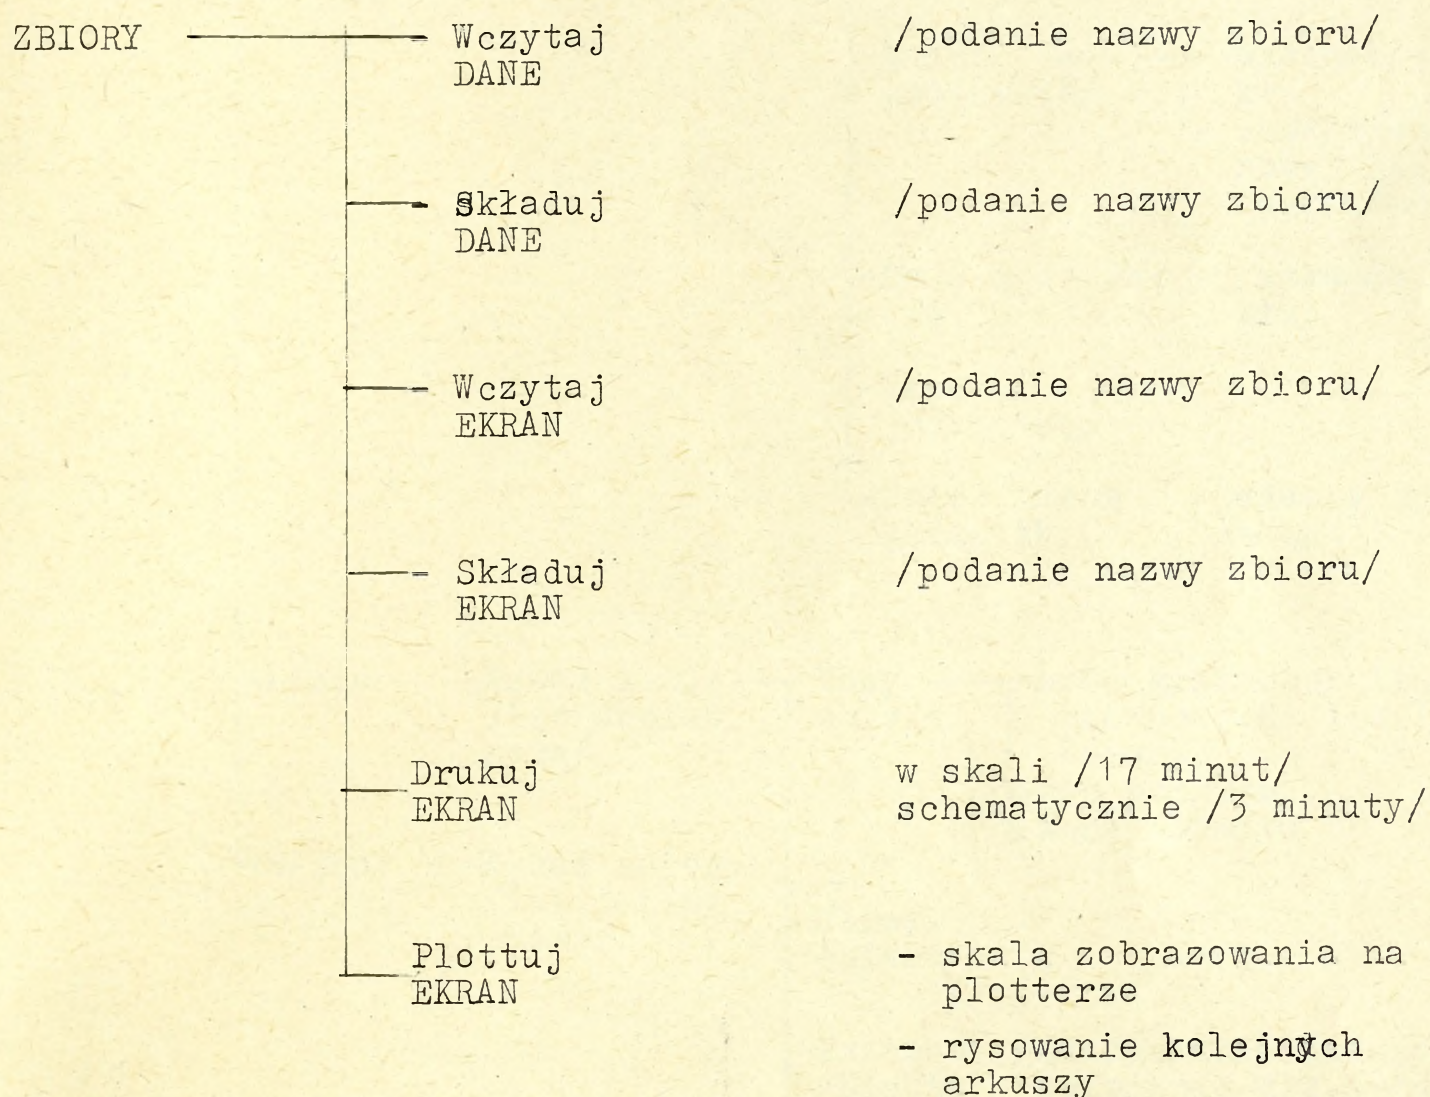 ZBIORY - Wczytaj /podanie nazwy zbioru/
DANE
- Składuj /podanie nazwy zbioru/
DANE
- Wczytaj /podanie nazwy zbioru/
EKRAN
- Składuj /podanie nazwy zbioru/
EKRAN
Drukuj w skali /17 minut/
EKRAN schematycznie /3 minuty/
Plottuj - skala zobrazowania na
EKRAN plotterze
- rysowanie kolejnych
arkuszy